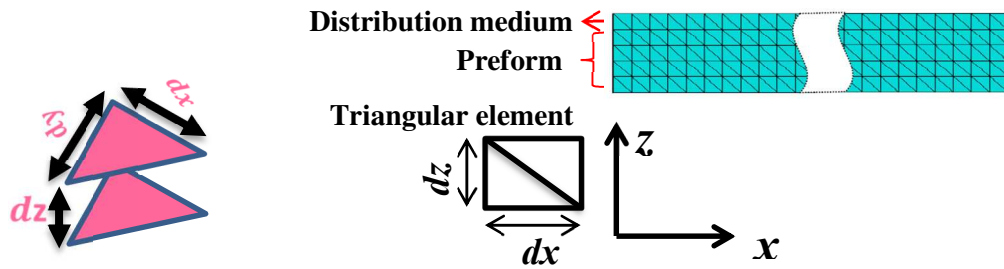 Distribution medium
Preform
Triangular element
dx
dy
dz
dz
dx
z
x